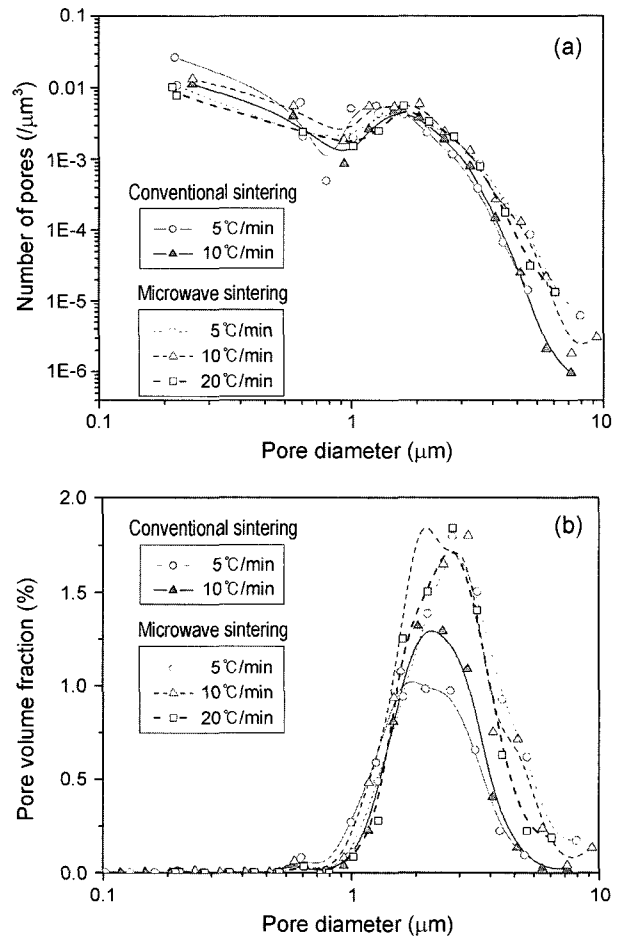 0.1
(a)
0.01
1E-3
1E-4
1E-5
1E-6
Number of pores (/μm³)
Conventional sintering
5℃/min
10℃/min
Microwave sintering
5℃/min
10℃/min
20℃/min
0.1
1
10
Pore diameter (μm)
2.0
(b)
1.5
1.0
0.5
0.0
Pore volume fraction (%)
Conventional sintering
5℃/min
10℃/min
Microwave sintering
5℃/min
10℃/min
20℃/min
0.1
1
10
Pore diameter (μm)